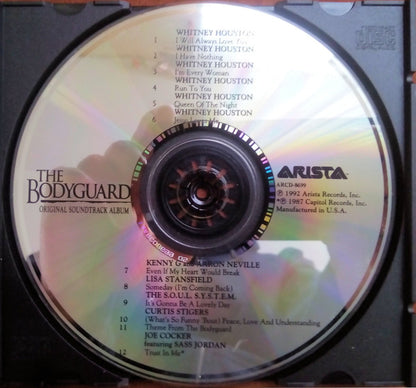 WHITNEY HOUSTON
1 I Will Always Love You
WHITNEY HOUSTON
2 I Have Nothing
WHITNEY HOUSTON
3 I'm Every Woman
WHITNEY HOUSTON
4 Run To You
WHITNEY HOUSTON
5 Queen Of The Night
WHITNEY HOUSTON
6 Jesus
THE
BODYGUARD
ORIGINAL SOUNDTRACK ALBUM
ARISTA
ARCD-8699
℗ 1992 Arista Records, Inc.
*℗ 1987 Capitol Records, Inc.
Manufactured in U.S.A.
KENNY G and AARON NEVILLE
7 Even If My Heart Would Break
LISA STANSFIELD
8 Someday (I'm Coming Back)
THE S.O.U.L. S.Y.S.T.E.M.
9 It's Gonna Be A Lovely Day
CURTIS STIGERS
10 (What's So Funny 'Bout) Peace, Love And Understanding
11 Theme From The Bodyguard
JOE COCKER
featuring SASS JORDAN
12 Trust In Me*